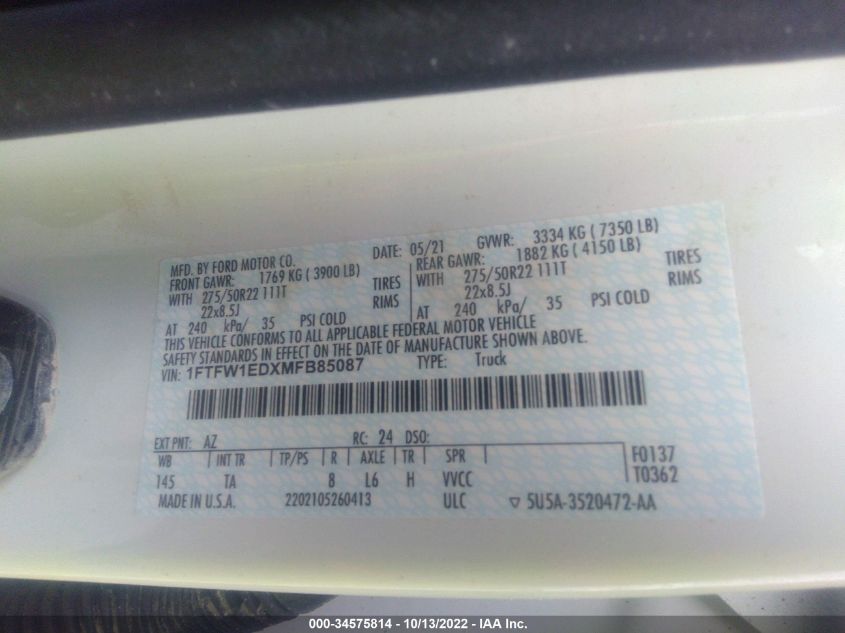 MFD. BY FORD MOTOR CO.
DATE: 05/21 GVWR: 3334 KG ( 7350 LB)
FRONT GAWR: 1769 KG ( 3900 LB)
REAR GAWR: 1882 KG ( 4150 LB)
WITH 275/50R22 111T TIRES
WITH 275/50R22 111T TIRES
22x8.5J RIMS
22x8.5J RIMS
AT 240 kPa/ 35 PSI COLD
AT 240 kPa/ 35 PSI COLD
THIS VEHICLE CONFORMS TO ALL APPLICABLE FEDERAL MOTOR VEHICLE
SAFETY STANDARDS IN EFFECT ON THE DATE OF MANUFACTURE SHOWN ABOVE.
VIN: 1FTFW1EDXMFB85087 TYPE: Truck
EXT PNT: AZ RC: 24 DSO:
WB INT TR TP/PS R AXLE TR SPR F0137
145 TA 8 L6 H VVCC T0362
MADE IN U.S.A. 2202105260413 ULC ▽ 5U5A-3520472-AA
000-34575814 - 10/13/2022 - IAA Inc.